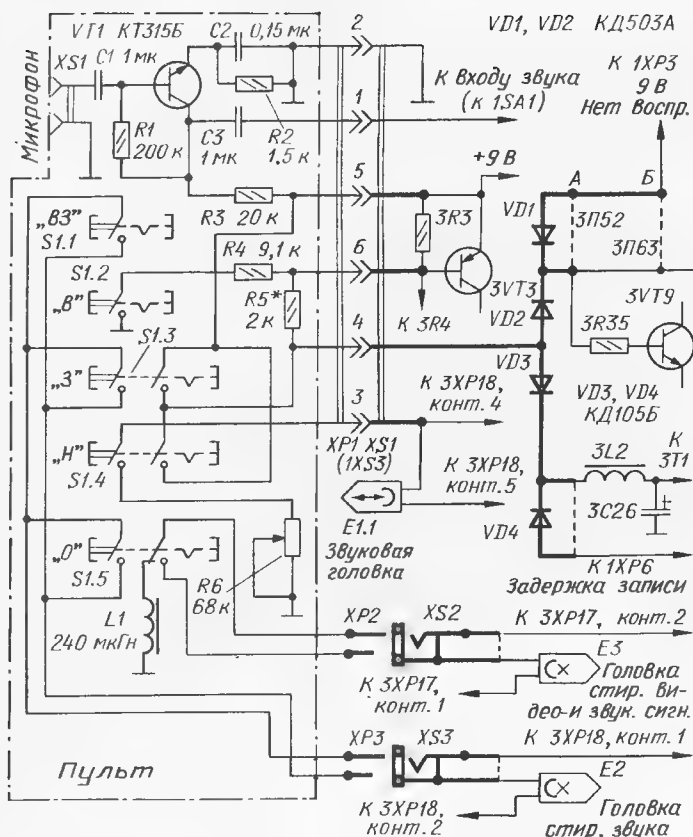 VT1 КТ315Б
C2 0,15 мк
2
VD1, VD2 КД503А
XS1
C1 1 мк
Микрофон
К Входу звука
(к 1SA1)
К 1XP3
9 В
Нет Воспр.
1
R1
200 к
C3
1 мк
R2
1,5 к
5
+9 В
А
Б
R3 20 к
VD1
3П52
3П63
„ВЗ"
S1.1
3R3
S1.2
R4 9,1 к
6
3VT3
VD2
3VT9
„В"
R5*
2 к
К 3R4
3R35
S1.3
4
„З"
VD3
VD3, VD4
КД105Б
3
К 3XP18,
конт. 4
„Н"
S1.4
XP1 XS1
(1XS3)
3L2
К
3T1
К 3XP18,
конт. 5
3C26
+
E1.1
Звуковая
головка
VD4
„О"
S1.5
R6
68 к
К 1XP6
Задержка записи
L1
240 мкГн
XP2
XS2
К 3XP17, конт. 2
E3
К 3XP17,
конт. 1
Головка
стир. ви-
део-и звук. сигн.
XP3
XS3
К 3XP18, конт. 1
E2
Пульт
К 3XP18,
конт. 2
Головка
стир. звука